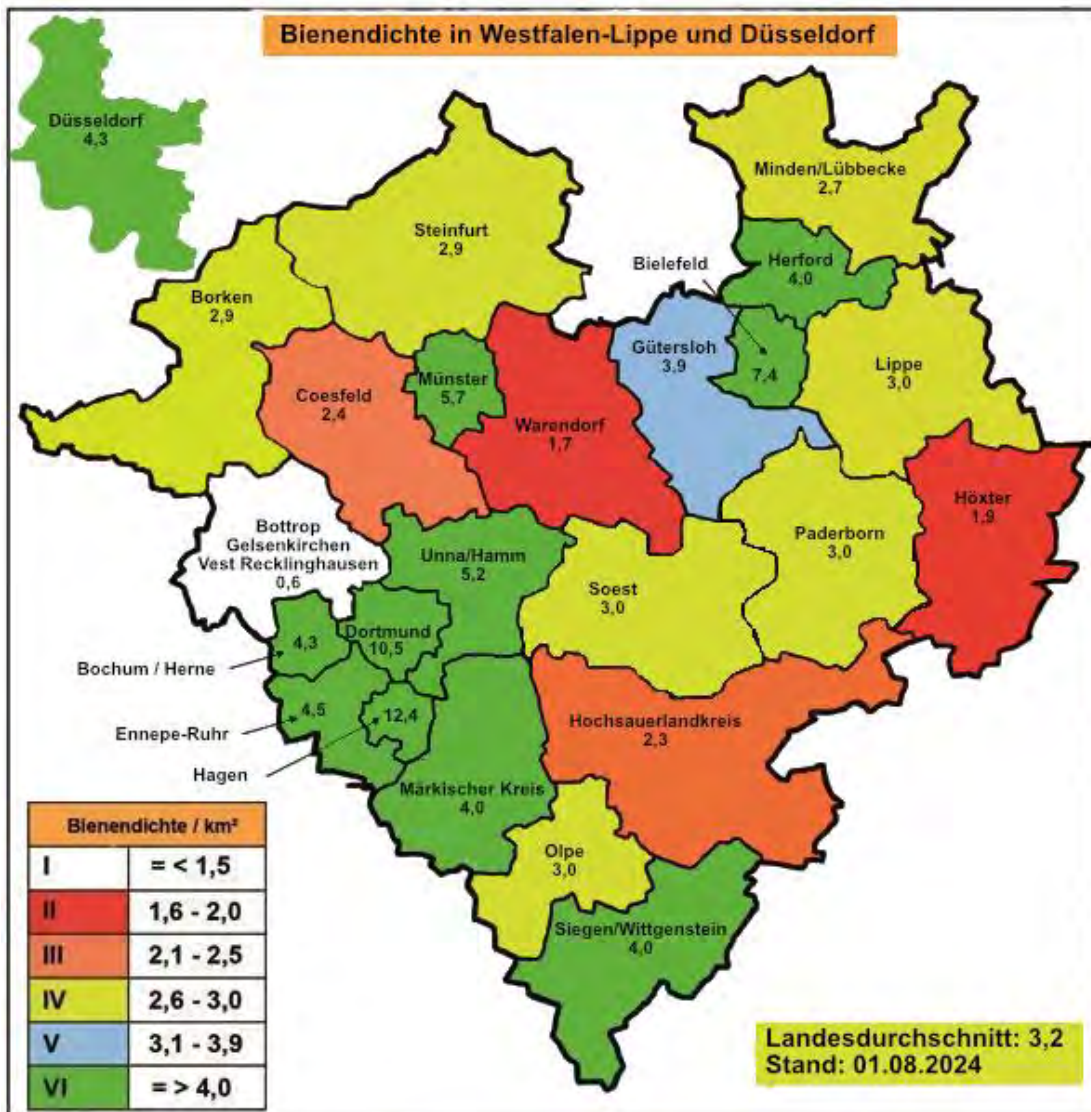 Bienendichte in Westfalen-Lippe und Düsseldorf
Düsseldorf
4,3
Minden/Lübbecke
2,7
Steinfurt
2,9
Bielefeld
Herford
4,0
Borken
2,9
Gütersloh
3,9
7,4
Lippe
3,0
Münster
5,7
Coesfeld
2,4
Warendorf
1,7
Höxter
1,9
Bottrop
Gelsenkirchen
Vest Recklinghausen
0,6
Unna/Hamm
5,2
Paderborn
3,0
Soest
3,0
Dortmund
10,5
4,3
Bochum / Herne
4,5
Ennepe-Ruhr
12,4
Hagen
Hochsauerlandkreis
2,3
Märkischer Kreis
4,0
Olpe
3,0
Siegen/Wittgenstein
4,0
Bienendichte / km²
I = < 1,5
II 1,6 - 2,0
III 2,1 - 2,5
IV 2,6 - 3,0
V 3,1 - 3,9
VI = > 4,0
Landesdurchschnitt: 3,2
Stand: 01.08.2024